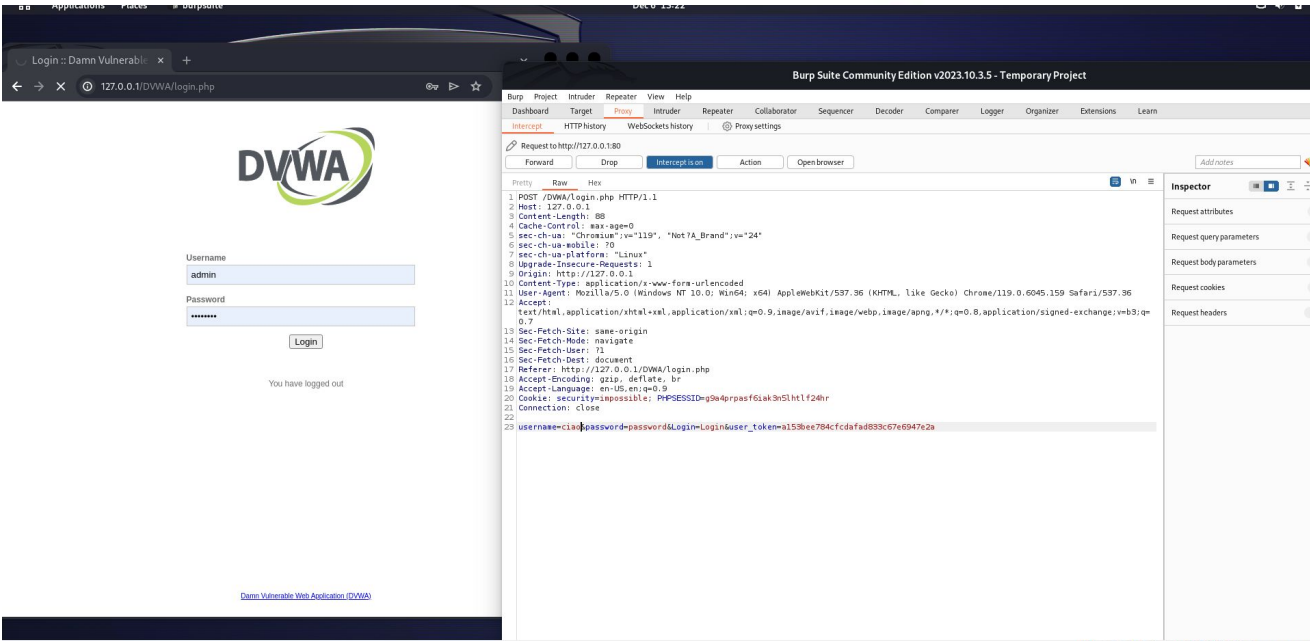 Applications Places burpsuite
Dec 6 13:22
Login :: Damn Vulnerable × +
127.0.0.1/DVWA/login.php
DVWA
Username
admin
Password
••••••••
Login
You have logged out
Damn Vulnerable Web Application (DVWA)
Burp Suite Community Edition v2023.10.3.5 - Temporary Project
Burp Project Intruder Repeater View Help
Dashboard Target Proxy Intruder Repeater Collaborator Sequencer Decoder Comparer Logger Organizer Extensions Learn
Intercept HTTP history WebSockets history Proxy settings
Request to http://127.0.0.1:80
Forward Drop Intercept is on Action Open browser Add notes
Pretty Raw Hex \n
1 POST /DVWA/login.php HTTP/1.1
2 Host: 127.0.0.1
3 Content-Length: 88
4 Cache-Control: max-age=0
5 sec-ch-ua: "Chromium";v="119", "Not?A_Brand";v="24"
6 sec-ch-ua-mobile: ?0
7 sec-ch-ua-platform: "Linux"
8 Upgrade-Insecure-Requests: 1
9 Origin: http://127.0.0.1
10 Content-Type: application/x-www-form-urlencoded
11 User-Agent: Mozilla/5.0 (Windows NT 10.0; Win64; x64) AppleWebKit/537.36 (KHTML, like Gecko) Chrome/119.0.6045.159 Safari/537.36
12 Accept:
text/html,application/xhtml+xml,application/xml;q=0.9,image/avif,image/webp,image/apng,*/*;q=0.8,application/signed-exchange;v=b3;q=
0.7
13 Sec-Fetch-Site: same-origin
14 Sec-Fetch-Mode: navigate
15 Sec-Fetch-User: ?1
16 Sec-Fetch-Dest: document
17 Referer: http://127.0.0.1/DVWA/login.php
18 Accept-Encoding: gzip, deflate, br
19 Accept-Language: en-US,en;q=0.9
20 Cookie: security=impossible; PHPSESSID=g9a4prpasf6iak3n5lhtlf24hr
21 Connection: close
22
23 username=ciao&password=password&Login=Login&user_token=a153bee784cfcdafad833c67e6947e2a
Inspector
Request attributes
Request query parameters
Request body parameters
Request cookies
Request headers